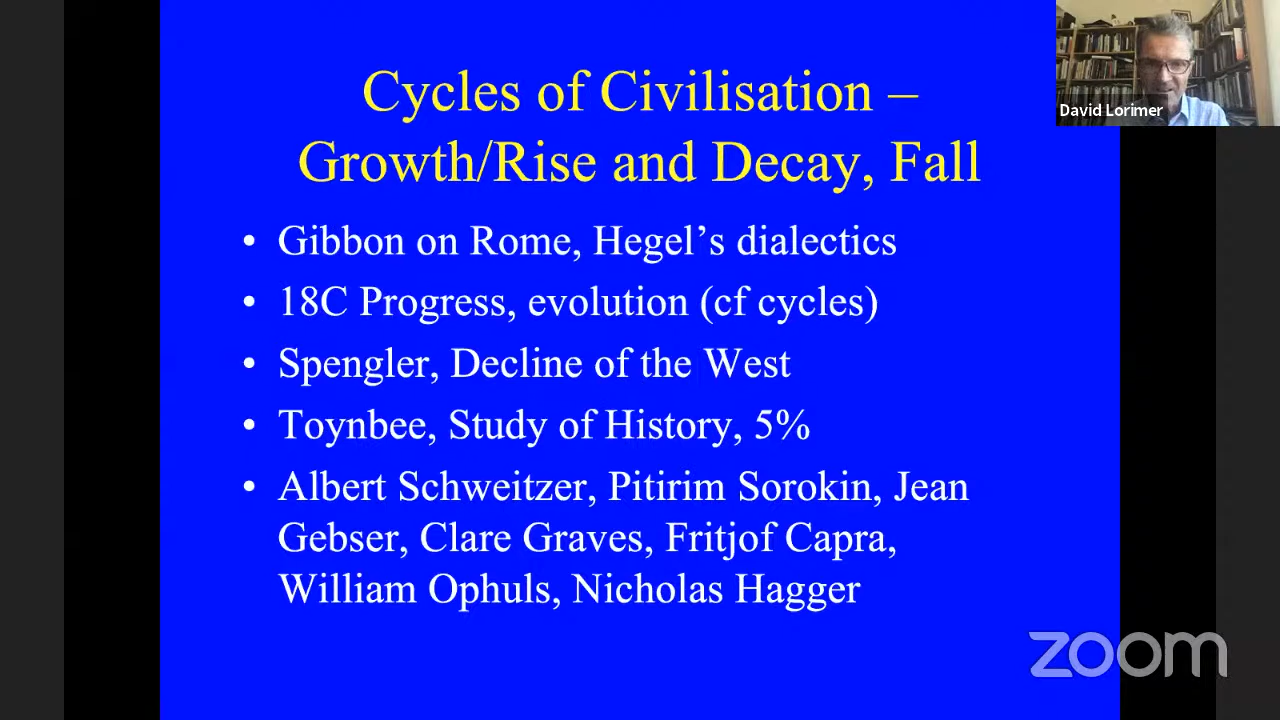 Cycles of Civilisation –
Growth/Rise and Decay, Fall
• Gibbon on Rome, Hegel’s dialectics
• 18C Progress, evolution (cf cycles)
• Spengler, Decline of the West
• Toynbee, Study of History, 5%
• Albert Schweitzer, Pitirim Sorokin, Jean
Gebser, Clare Graves, Fritjof Capra,
William Ophuls, Nicholas Hagger
David Lorimer
zoom